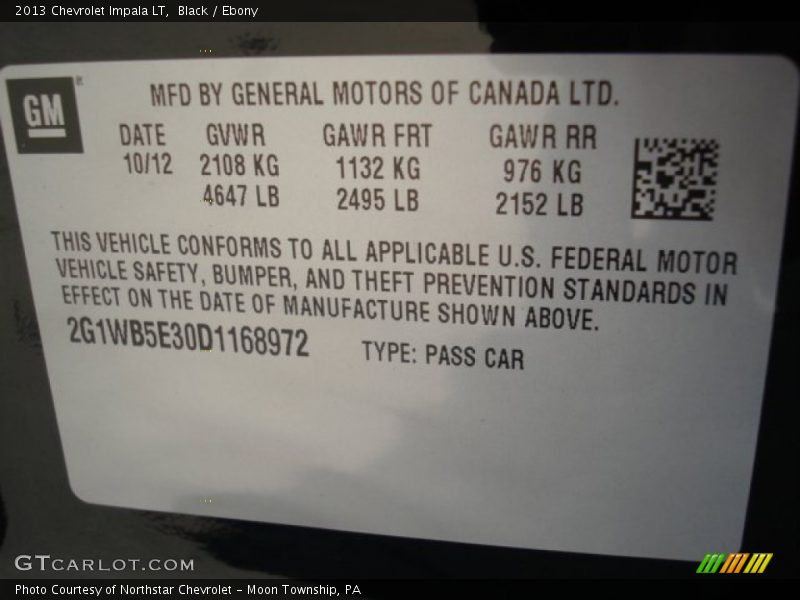 2013 Chevrolet Impala LT, Black / Ebony
GM
MFD BY GENERAL MOTORS OF CANADA LTD.
DATE GVWR GAWR FRT GAWR RR
10/12 2108 KG 1132 KG 976 KG
4647 LB 2495 LB 2152 LB
THIS VEHICLE CONFORMS TO ALL APPLICABLE U.S. FEDERAL MOTOR
VEHICLE SAFETY, BUMPER, AND THEFT PREVENTION STANDARDS IN
EFFECT ON THE DATE OF MANUFACTURE SHOWN ABOVE.
2G1WB5E30D1168972 TYPE: PASS CAR
GTCARLOT.COM
Photo Courtesy of Northstar Chevrolet - Moon Township, PA